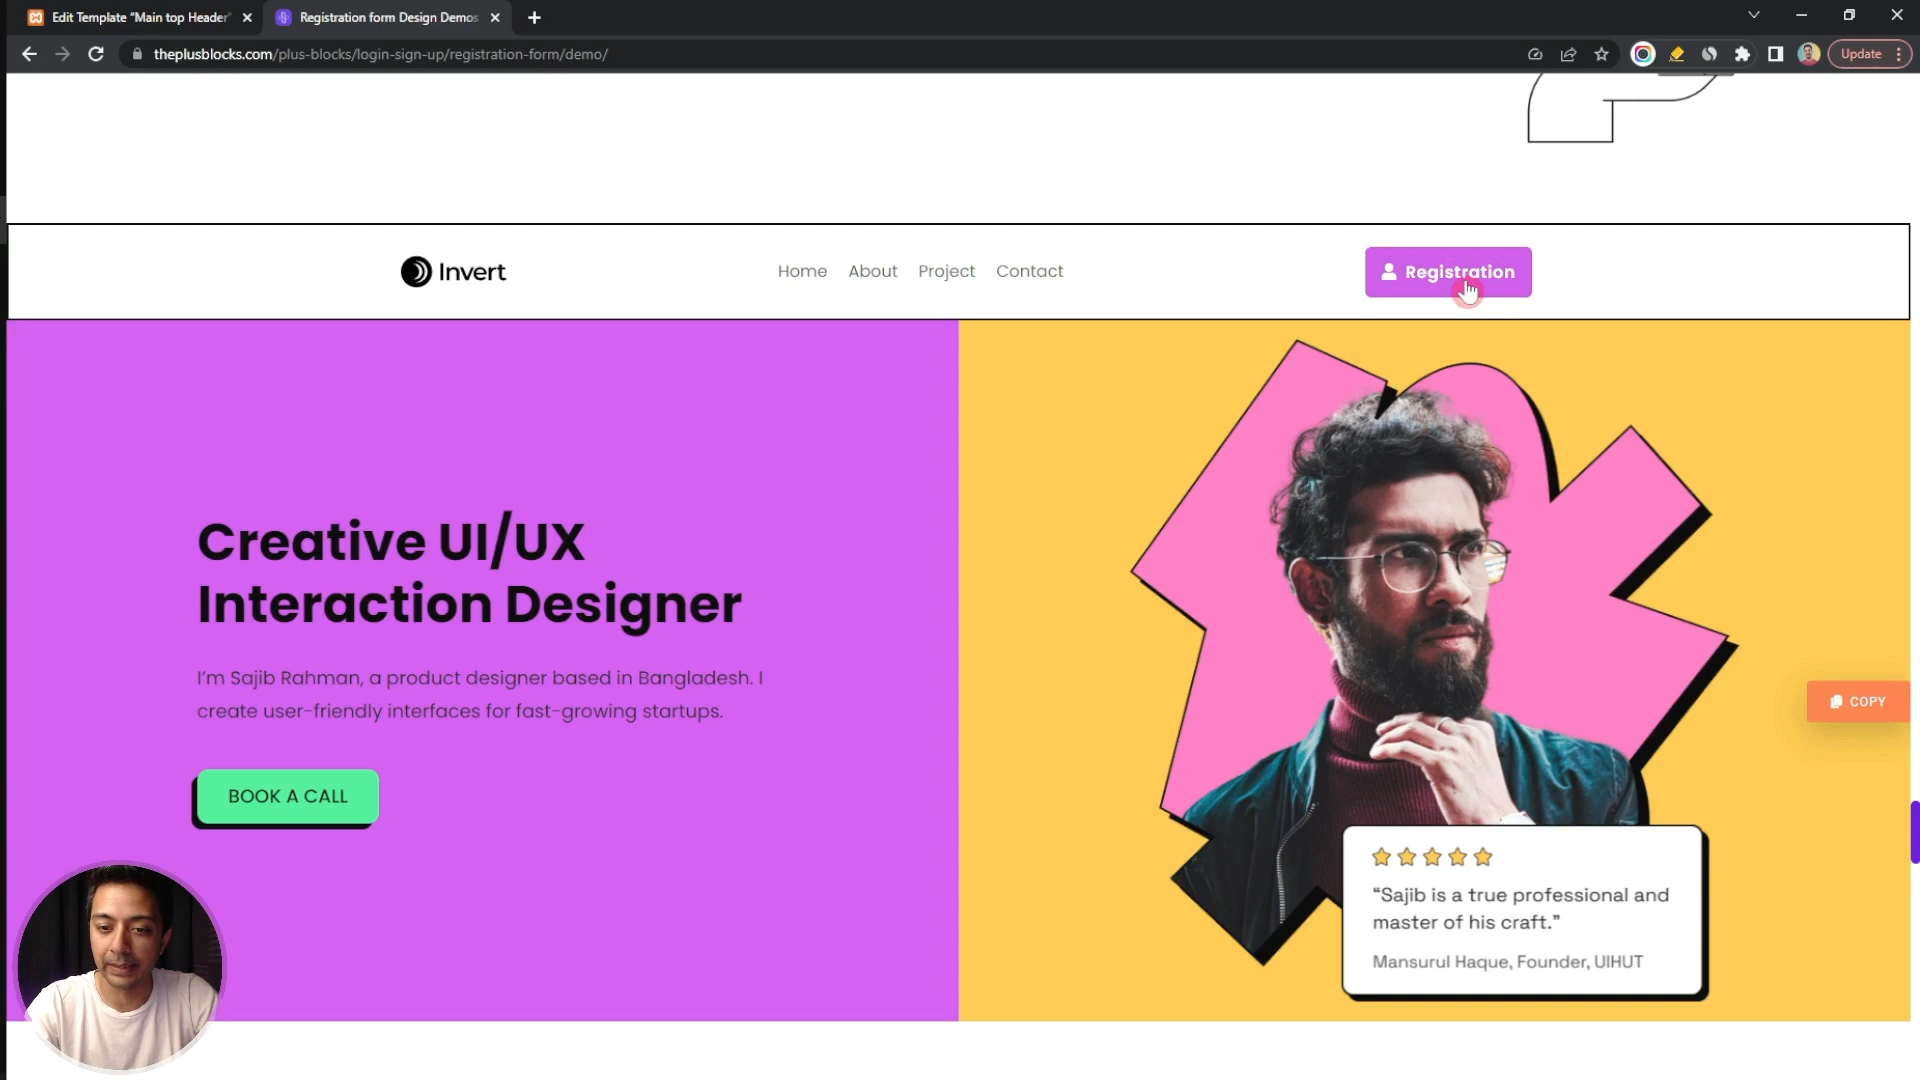 Edit Template “Main top Header”
Registration form Design Demos
theplusblocks.com/plus-blocks/login-sign-up/registration-form/demo/
Update
Invert
Home
About
Project
Contact
Registration
Creative UI/UX
Interaction Designer
I’m Sajib Rahman, a product designer based in Bangladesh. I
create user-friendly interfaces for fast-growing startups.
BOOK A CALL
COPY
“Sajib is a true professional and
master of his craft.”
Mansurul Haque, Founder, UIHUT